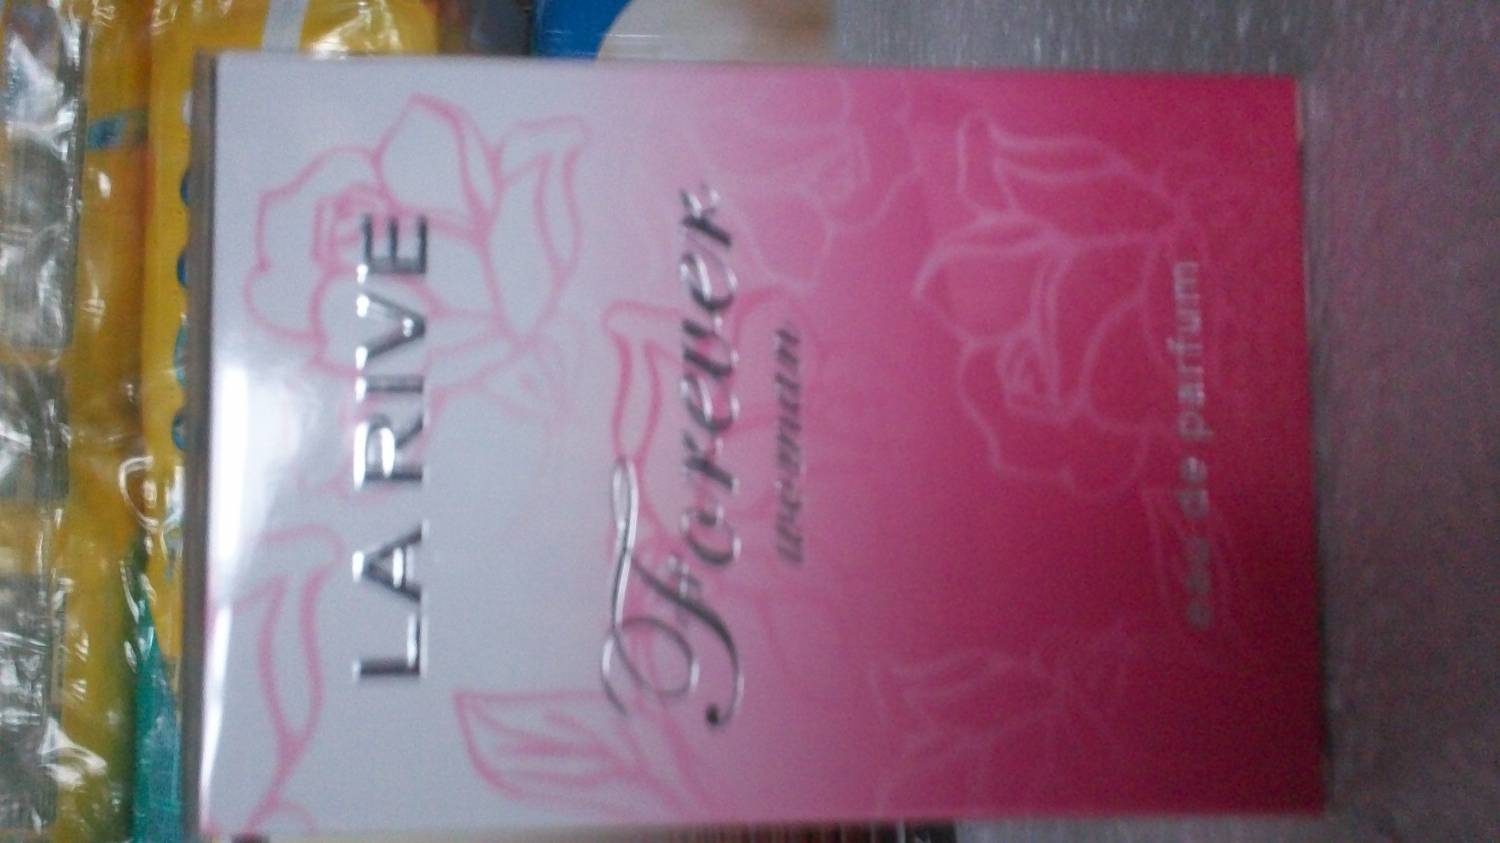 LA RIVE
Forever
woman
eau de parfum